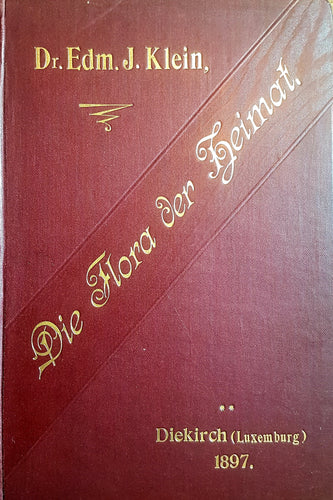 Dr. Edm. J. Klein,
Die Flora der Heimat.
**
Diekirch (Luxemburg)
1897.